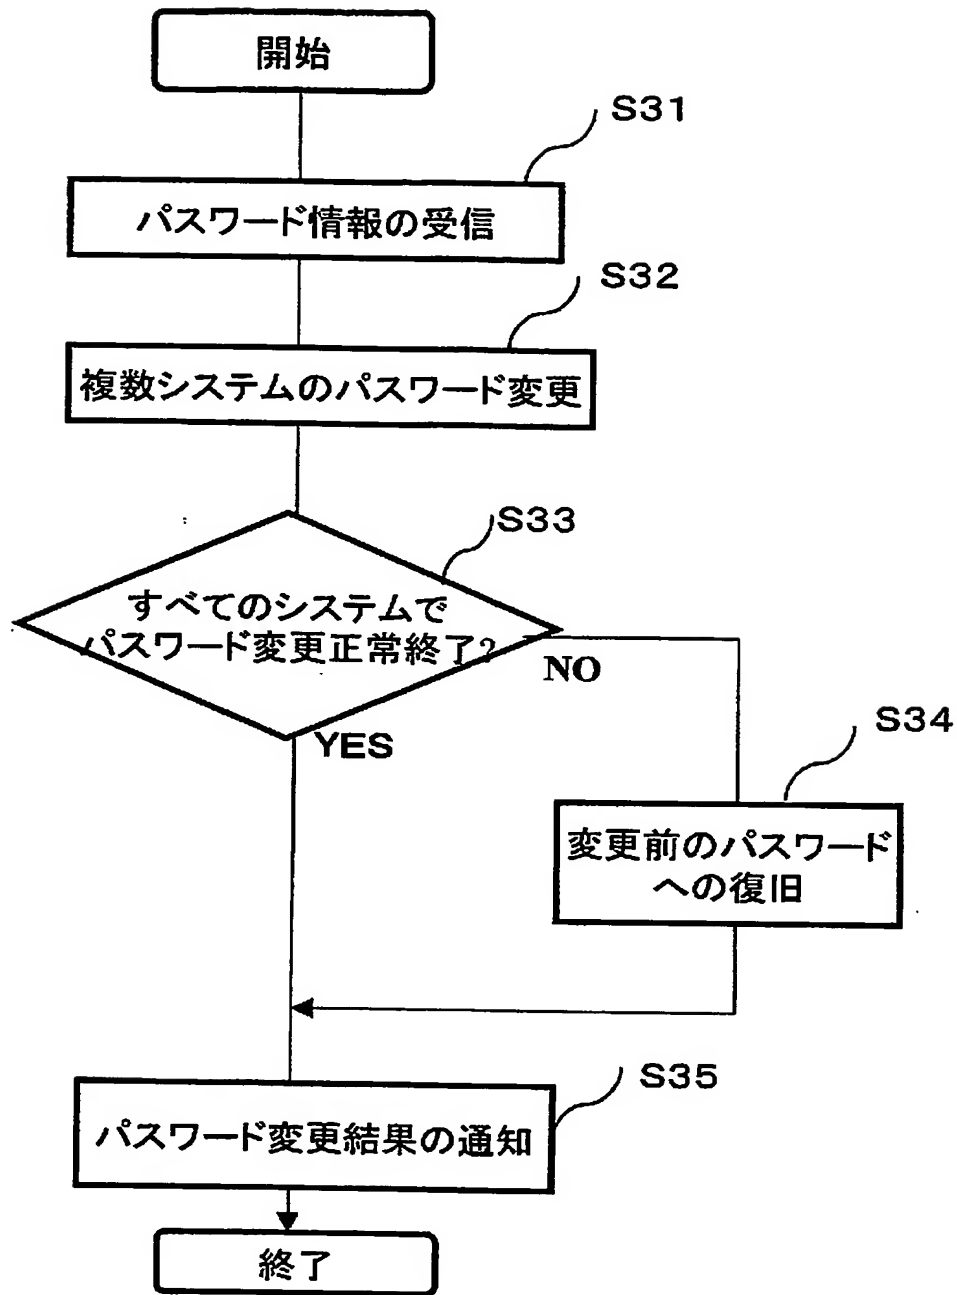 開始
S31
パスワード情報の受信
S32
複数システムのパスワード変更
S33
すべてのシステムで
パスワード変更正常終了?
NO
YES
S34
変更前のパスワード
への復旧
S35
パスワード変更結果の通知
終了